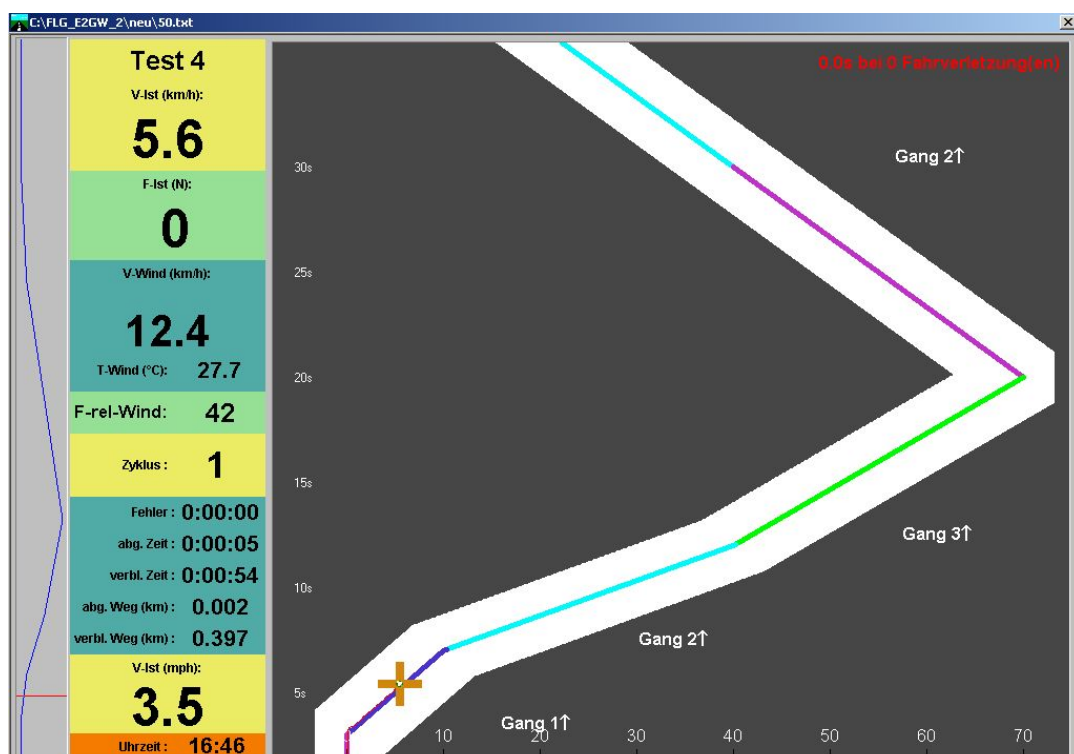 C:\FLG_E2GW_2\neu\50.txt
Test 4
V-Ist (km/h):
5.6
F-Ist (N):
0
V-Wind (km/h):
12.4
T-Wind (°C): 27.7
F-rel-Wind: 42
Zyklus : 1
Fehler : 0:00:00
abg. Zeit : 0:00:05
verbl. Zeit : 0:00:54
abg. Weg (km) : 0.002
verbl. Weg (km) : 0.397
V-Ist (mph):
3.5
Uhrzeit : 16:46
0.0s bei 0 Fahrverletzung(en)
Gang 2↑
30s
25s
20s
15s
Gang 3↑
10s
Gang 2↑
5s
Gang 1↑
10 20 30 40 50 60 70